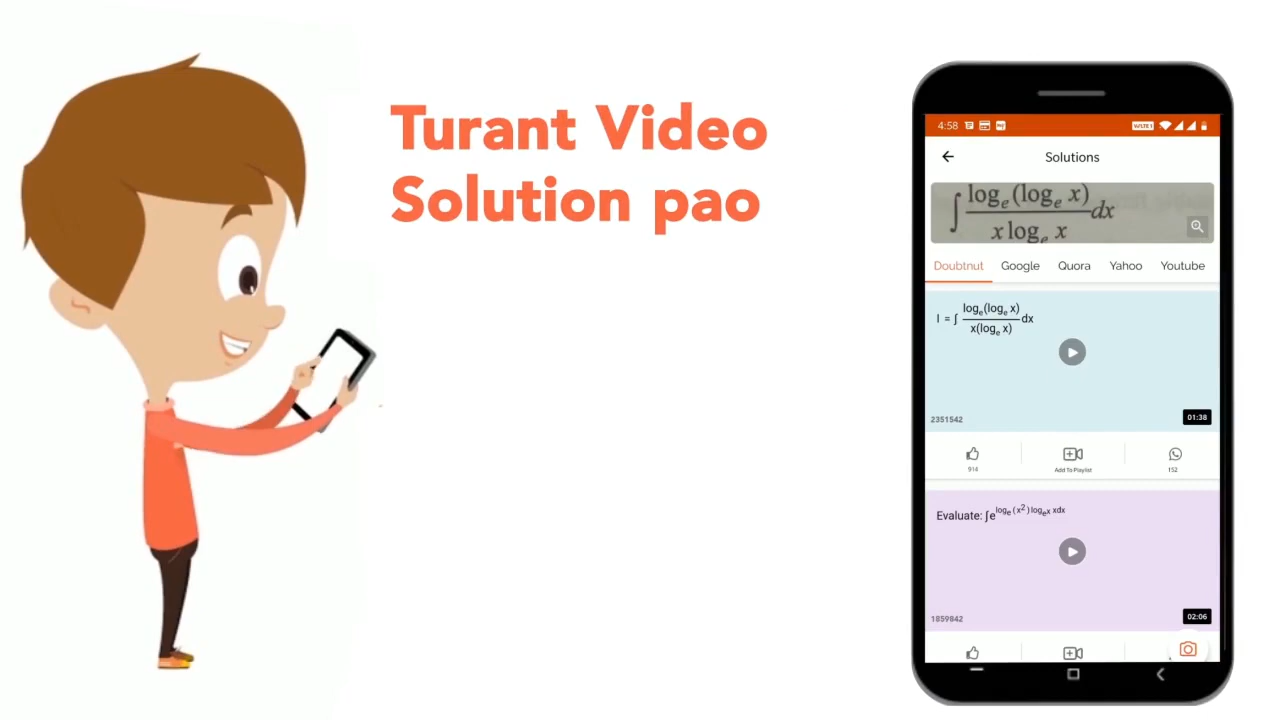 Turant Video
Solution pao
4:58
VoLTE1
Solutions
∫ logₑ(logₑ x) / x logₑ x dx
Doubtnut Google Quora Yahoo Youtube
I = ∫ logₑ(logₑ x) / x(logₑ x) dx
2351542 01:38
914 Add To Playlist 152
Evaluate: ∫e^logₑ(x²)logₑx xdx
1859842 02:06